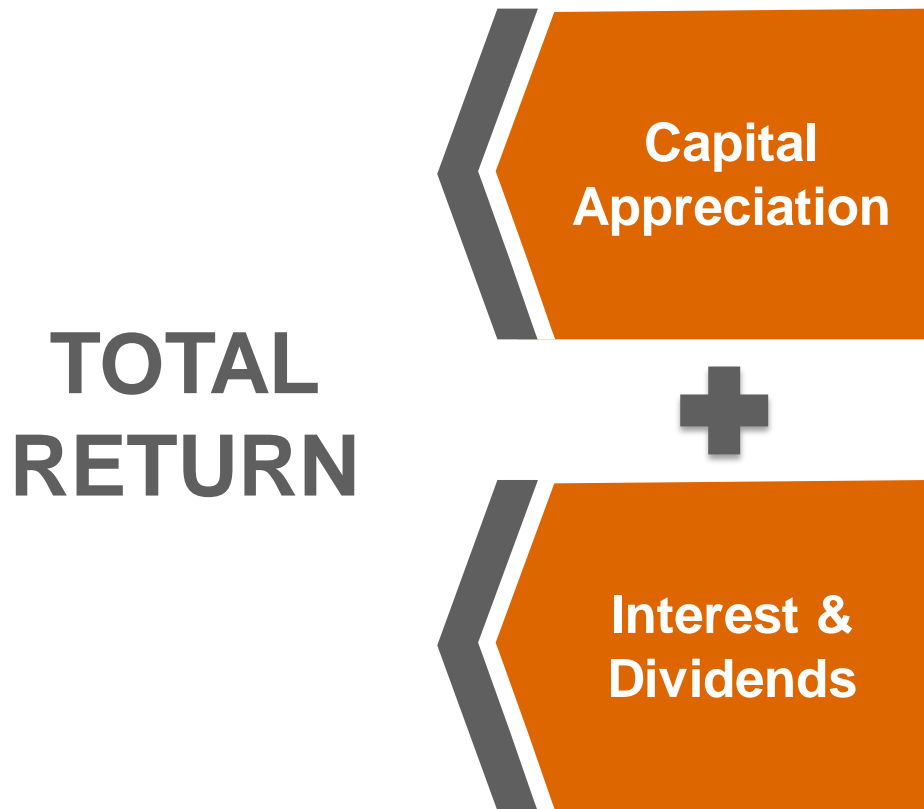 TOTAL
RETURN
Capital
Appreciation
Interest &
Dividends